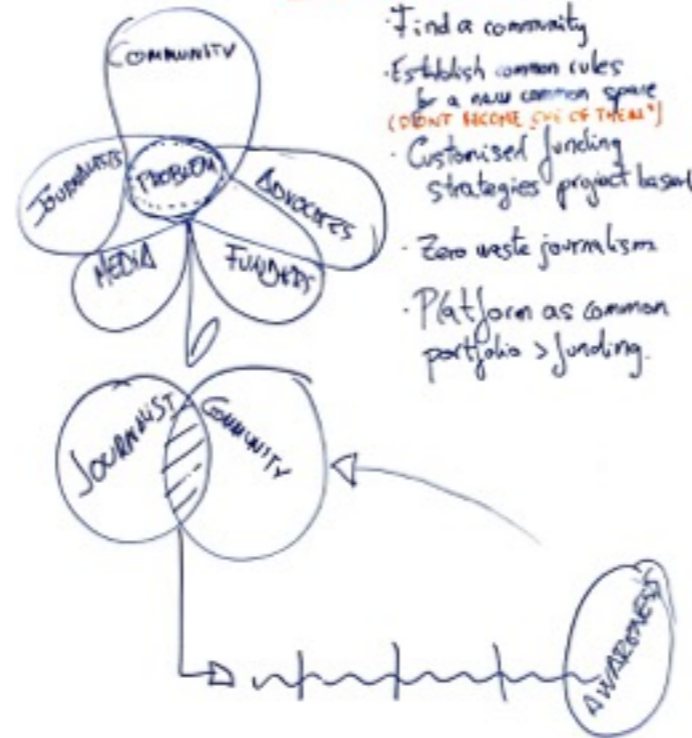 COMMUNITY
JOURNALISTS
PROBLEM
ADVOCATES
MEDIA
FUNDERS
· Find a community
· Establish common rules
for a new common space
(DON'T BECOME ONE OF THEM")
· Customised funding
strategies project based
· Zero waste journalism
· Platform as common
portfolio > funding.
JOURNALIST
COMMUNITY
AWARENESS